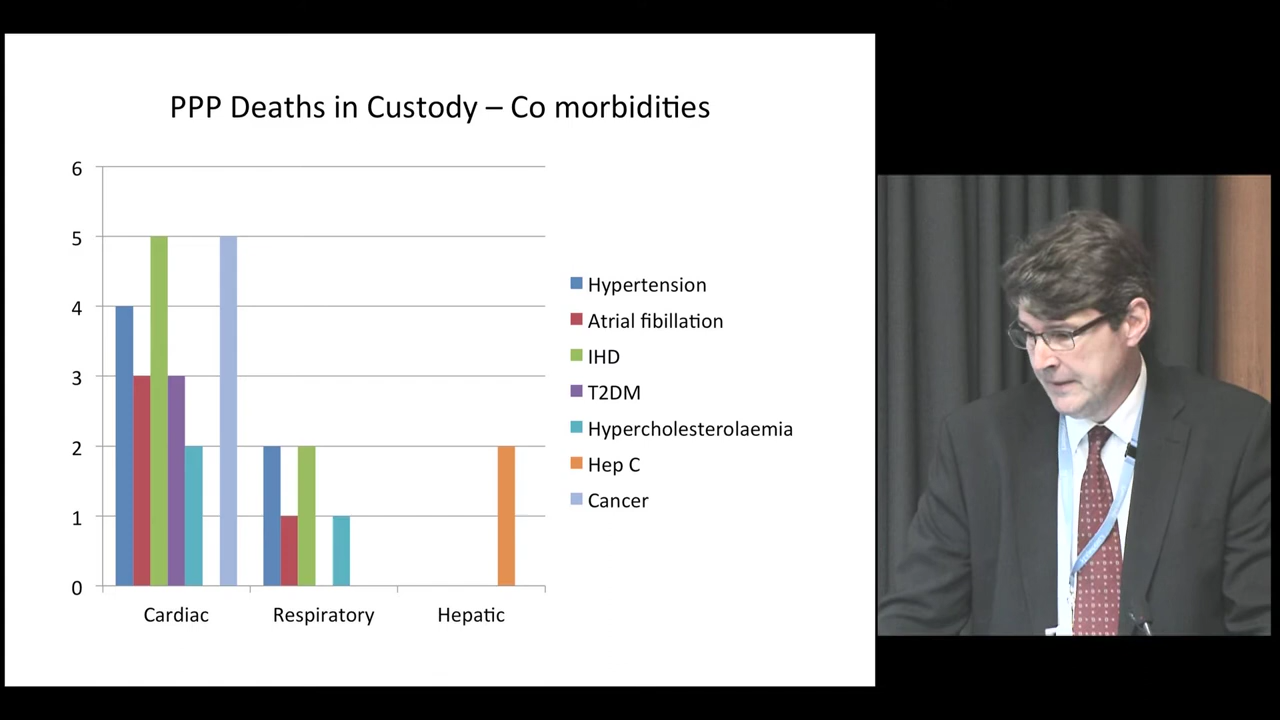 PPP Deaths in Custody – Co morbidities
6
5
4
3
2
1
0
Cardiac Respiratory Hepatic
Hypertension
Atrial fibillation
IHD
T2DM
Hypercholesterolaemia
Hep C
Cancer